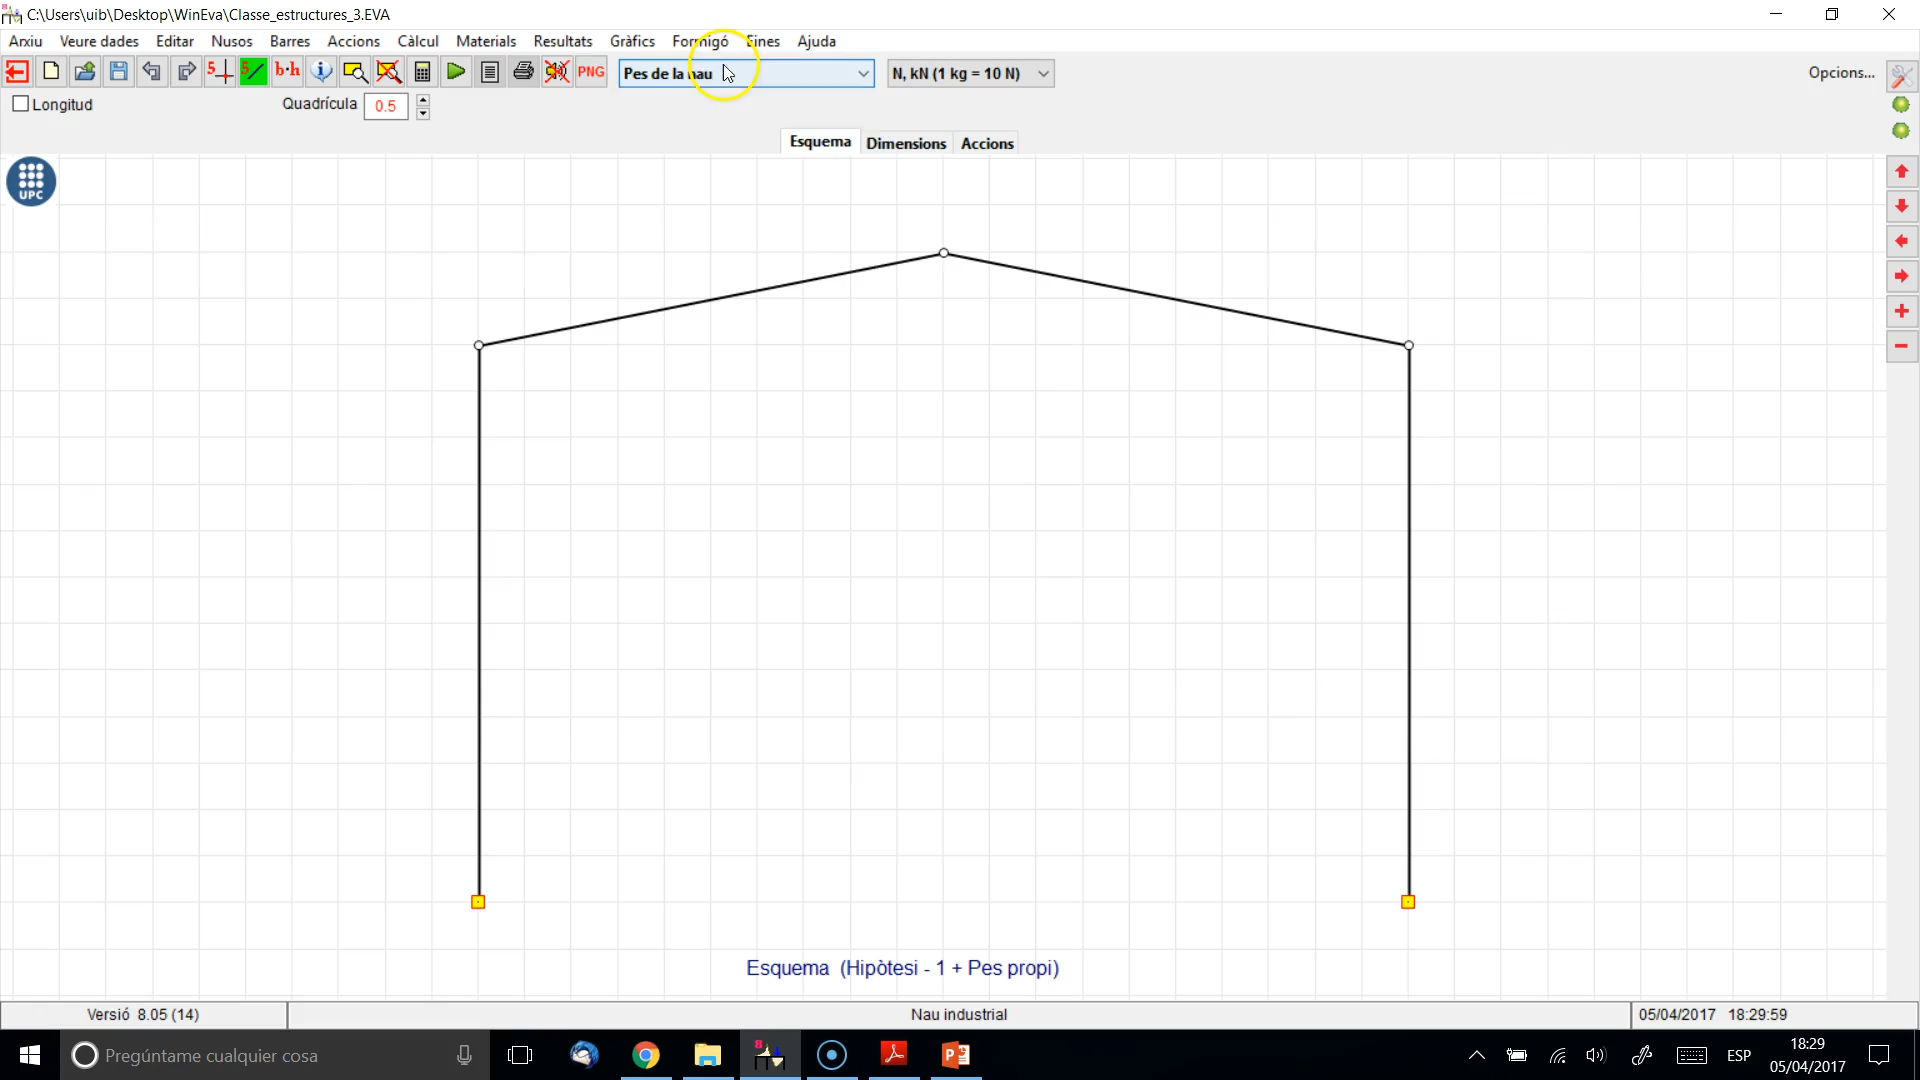 C:\Users\uib\Desktop\WinEva\Classe_estructures_3.EVA
Arxiu Veure dades Editar Nusos Barres Accions Càlcul Materials Resultats Gràfics Formigó Eines Ajuda
5 5 b·h PNG Pes de la nau N, kN (1 kg = 10 N) Opcions...
Longitud Quadrícula 0.5
Esquema Dimensions Accions
UPC
Esquema (Hipòtesi - 1 + Pes propi)
Versió 8.05 (14) Nau industrial 05/04/2017 18:29:59
Pregúntame cualquier cosa 8 ESP 18:29
05/04/2017